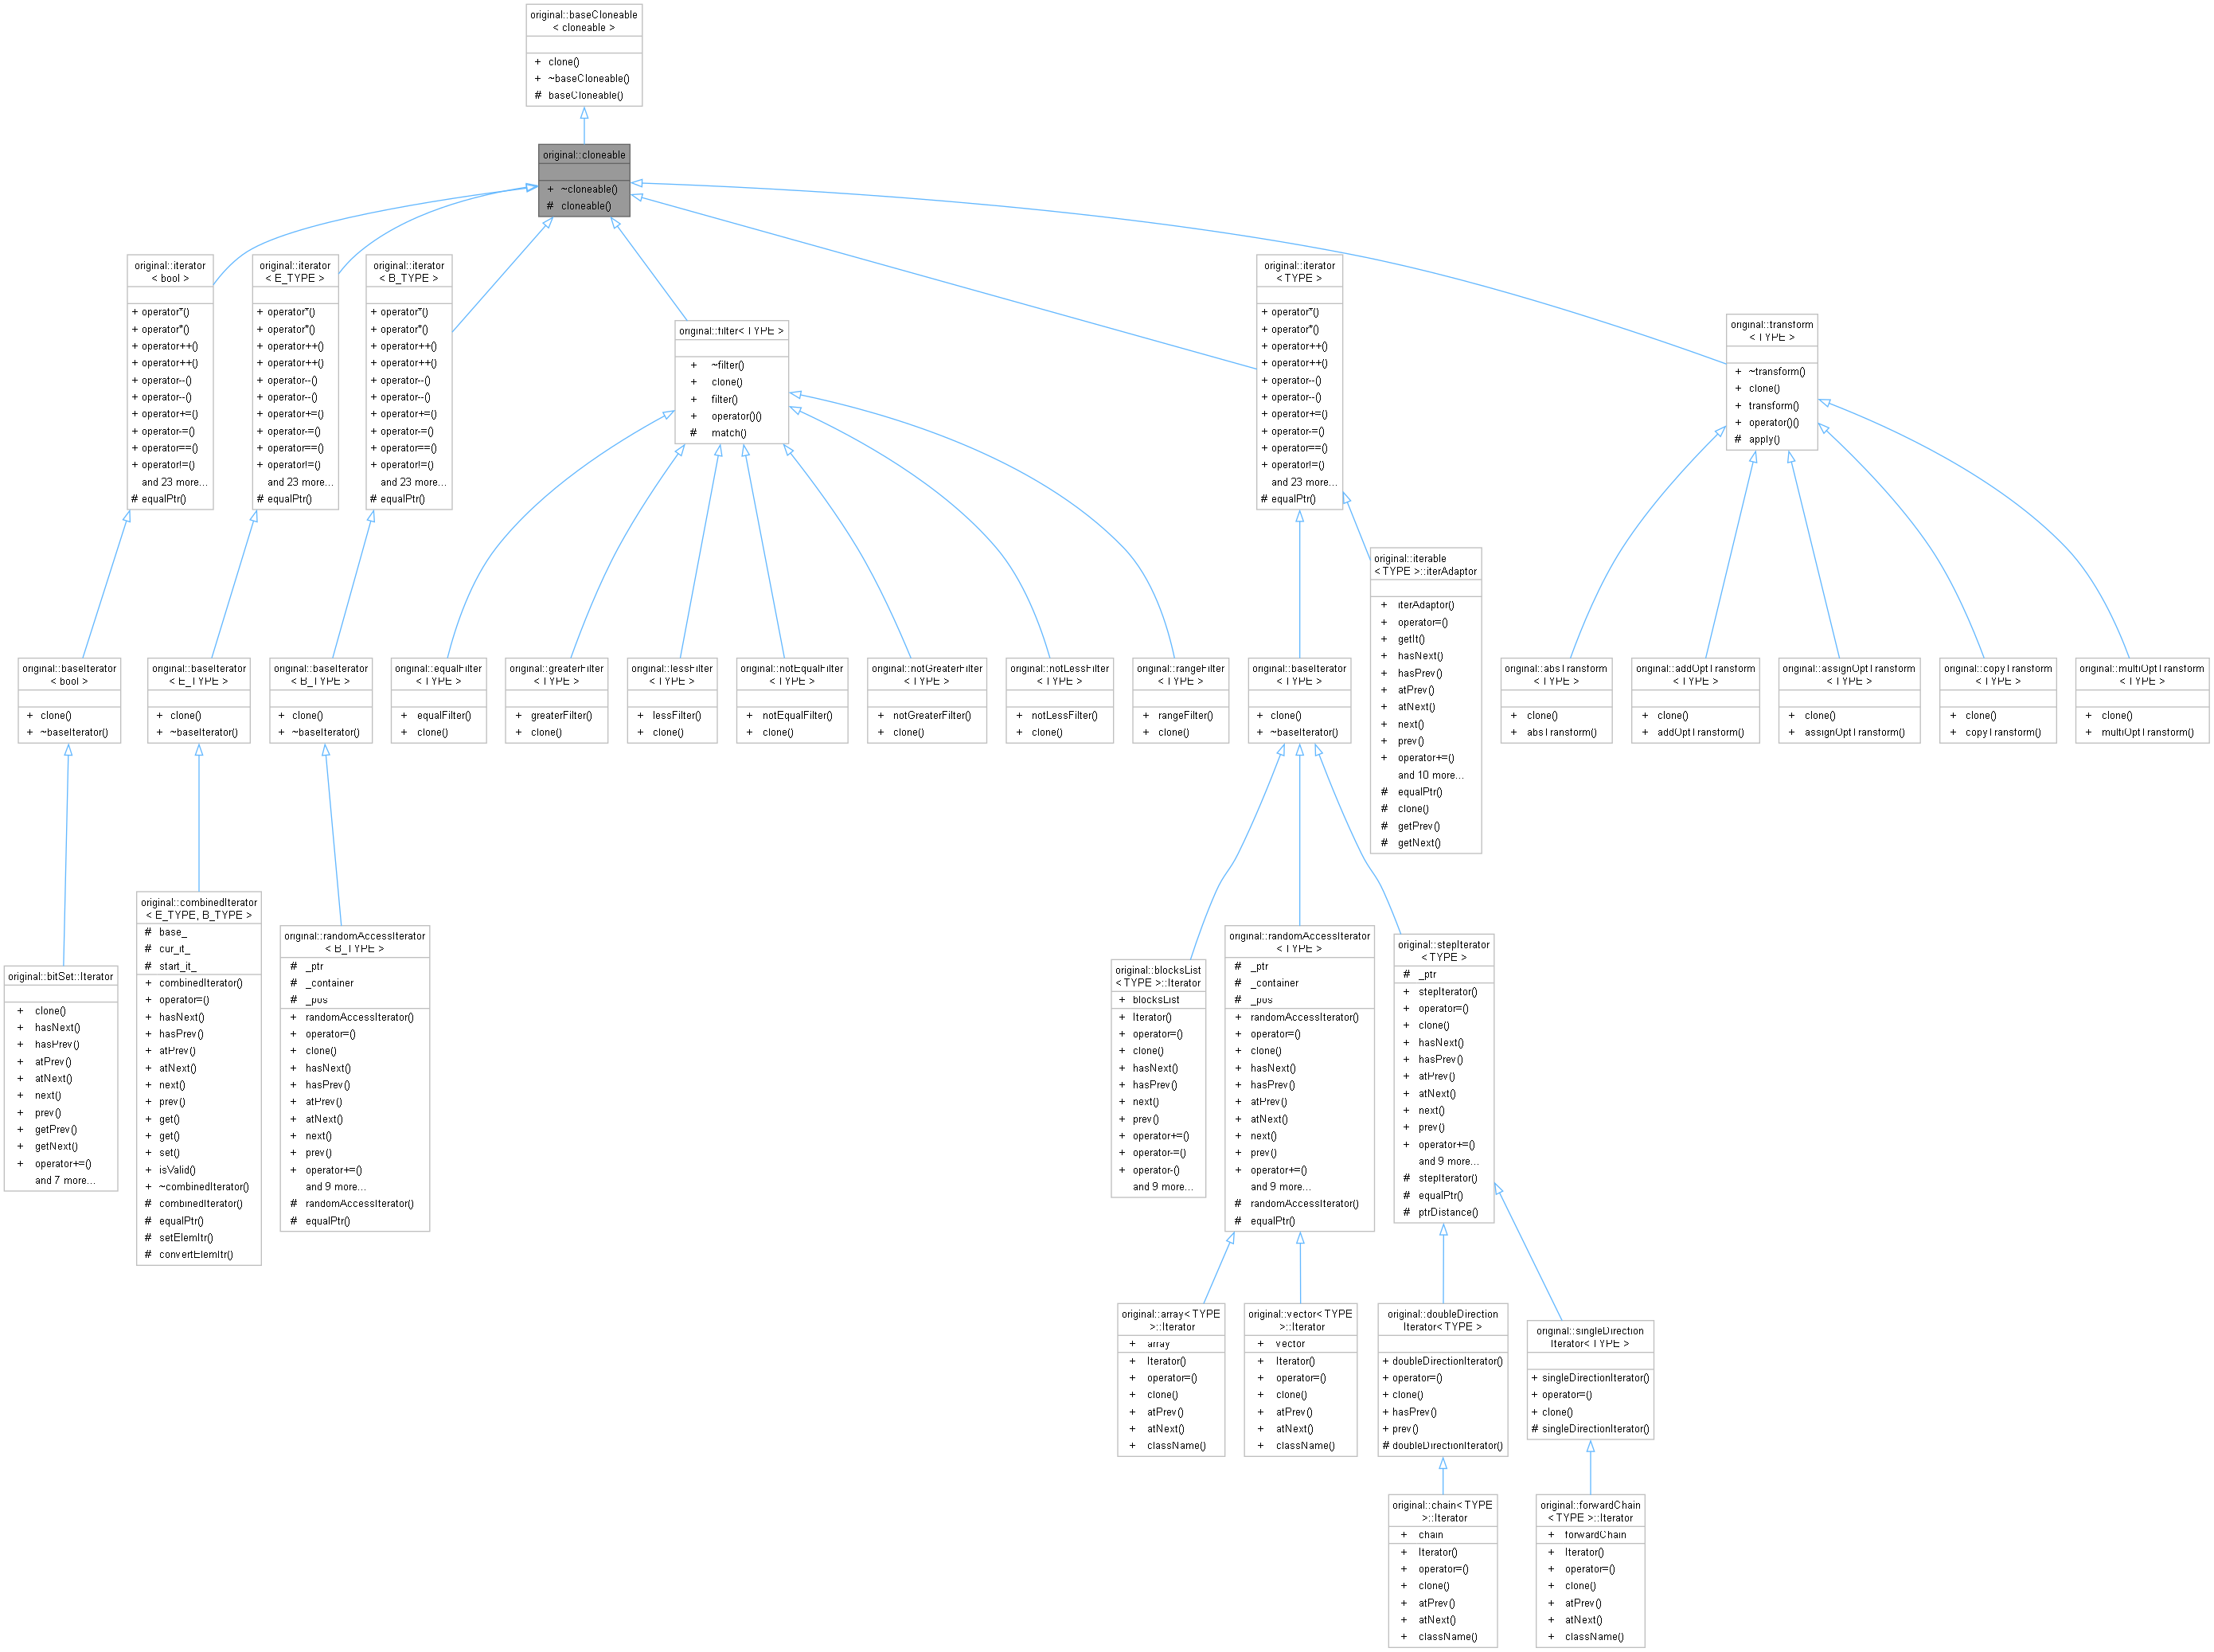 original::baseCloneable
< cloneable >
+ clone()
+ ~baseCloneable()
# baseCloneable()
original::cloneable
+ ~cloneable()
# cloneable()
original::iterator
< bool >
+ operator*()
+ operator*()
+ operator++()
+ operator++()
+ operator--()
+ operator--()
+ operator+=()
+ operator-=()
+ operator==()
+ operator!=()
and 23 more...
# equalPtr()
original::iterator
< E_TYPE >
+ operator*()
+ operator*()
+ operator++()
+ operator++()
+ operator--()
+ operator--()
+ operator+=()
+ operator-=()
+ operator==()
+ operator!=()
and 23 more...
# equalPtr()
original::iterator
< B_TYPE >
+ operator*()
+ operator*()
+ operator++()
+ operator++()
+ operator--()
+ operator--()
+ operator+=()
+ operator-=()
+ operator==()
+ operator!=()
and 23 more...
# equalPtr()
original::filter< TYPE >
+ ~filter()
+ clone()
+ filter()
+ operator()()
# match()
original::iterator
< TYPE >
+ operator*()
+ operator*()
+ operator++()
+ operator++()
+ operator--()
+ operator--()
+ operator+=()
+ operator-=()
+ operator==()
+ operator!=()
and 23 more...
# equalPtr()
original::transform
< TYPE >
+ ~transform()
+ clone()
+ transform()
+ operator()()
# apply()
original::iterable
< TYPE >::iterAdaptor
+ iterAdaptor()
+ operator=()
+ getIt()
+ hasNext()
+ hasPrev()
+ atPrev()
+ atNext()
+ next()
+ prev()
+ operator+=()
and 10 more...
# equalPtr()
# clone()
# getPrev()
# getNext()
original::baseIterator
< bool >
+ clone()
+ ~baseIterator()
original::baseIterator
< E_TYPE >
+ clone()
+ ~baseIterator()
original::baseIterator
< B_TYPE >
+ clone()
+ ~baseIterator()
original::equalFilter
< TYPE >
+ equalFilter()
+ clone()
original::greaterFilter
< TYPE >
+ greaterFilter()
+ clone()
original::lessFilter
< TYPE >
+ lessFilter()
+ clone()
original::notEqualFilter
< TYPE >
+ notEqualFilter()
+ clone()
original::notGreaterFilter
< TYPE >
+ notGreaterFilter()
+ clone()
original::notLessFilter
< TYPE >
+ notLessFilter()
+ clone()
original::rangeFilter
< TYPE >
+ rangeFilter()
+ clone()
original::baseIterator
< TYPE >
+ clone()
+ ~baseIterator()
original::absTransform
< TYPE >
+ clone()
+ absTransform()
original::addOptTransform
< TYPE >
+ clone()
+ addOptTransform()
original::assignOptTransform
< TYPE >
+ clone()
+ assignOptTransform()
original::copyTransform
< TYPE >
+ clone()
+ copyTransform()
original::multiOptTransform
< TYPE >
+ clone()
+ multiOptTransform()
original::bitSet::Iterator
+ clone()
+ hasNext()
+ hasPrev()
+ atPrev()
+ atNext()
+ next()
+ prev()
+ getPrev()
+ getNext()
+ operator+=()
and 7 more...
original::combinedIterator
< E_TYPE, B_TYPE >
# base_
# cur_it_
# start_it_
+ combinedIterator()
+ operator=()
+ hasNext()
+ hasPrev()
+ atPrev()
+ atNext()
+ next()
+ prev()
+ get()
+ get()
+ set()
+ isValid()
+ ~combinedIterator()
# combinedIterator()
# equalPtr()
# setElemItr()
# convertElemItr()
original::randomAccessIterator
< B_TYPE >
# _ptr
# _container
# _pos
+ randomAccessIterator()
+ operator=()
+ clone()
+ hasNext()
+ hasPrev()
+ atPrev()
+ atNext()
+ next()
+ prev()
+ operator+=()
and 9 more...
# randomAccessIterator()
# equalPtr()
original::blocksList
< TYPE >::Iterator
+ blocksList
+ Iterator()
+ operator=()
+ clone()
+ hasNext()
+ hasPrev()
+ next()
+ prev()
+ operator+=()
+ operator-=()
+ operator-()
and 9 more...
original::randomAccessIterator
< TYPE >
# _ptr
# _container
# _pos
+ randomAccessIterator()
+ operator=()
+ clone()
+ hasNext()
+ hasPrev()
+ atPrev()
+ atNext()
+ next()
+ prev()
+ operator+=()
and 9 more...
# randomAccessIterator()
# equalPtr()
original::stepIterator
< TYPE >
# _ptr
+ stepIterator()
+ operator=()
+ clone()
+ hasNext()
+ hasPrev()
+ atPrev()
+ atNext()
+ next()
+ prev()
+ operator+=()
and 9 more...
# stepIterator()
# equalPtr()
# ptrDistance()
original::array< TYPE
>::Iterator
+ array
+ Iterator()
+ operator=()
+ clone()
+ atPrev()
+ atNext()
+ className()
original::vector< TYPE
>::Iterator
+ vector
+ Iterator()
+ operator=()
+ clone()
+ atPrev()
+ atNext()
+ className()
original::doubleDirection
Iterator< TYPE >
+ doubleDirectionIterator()
+ operator=()
+ clone()
+ hasPrev()
+ prev()
# doubleDirectionIterator()
original::singleDirection
Iterator< TYPE >
+ singleDirectionIterator()
+ operator=()
+ clone()
# singleDirectionIterator()
original::chain< TYPE
>::Iterator
+ chain
+ Iterator()
+ operator=()
+ clone()
+ atPrev()
+ atNext()
+ className()
original::forwardChain
< TYPE >::Iterator
+ forwardChain
+ Iterator()
+ operator=()
+ clone()
+ atPrev()
+ atNext()
+ className()